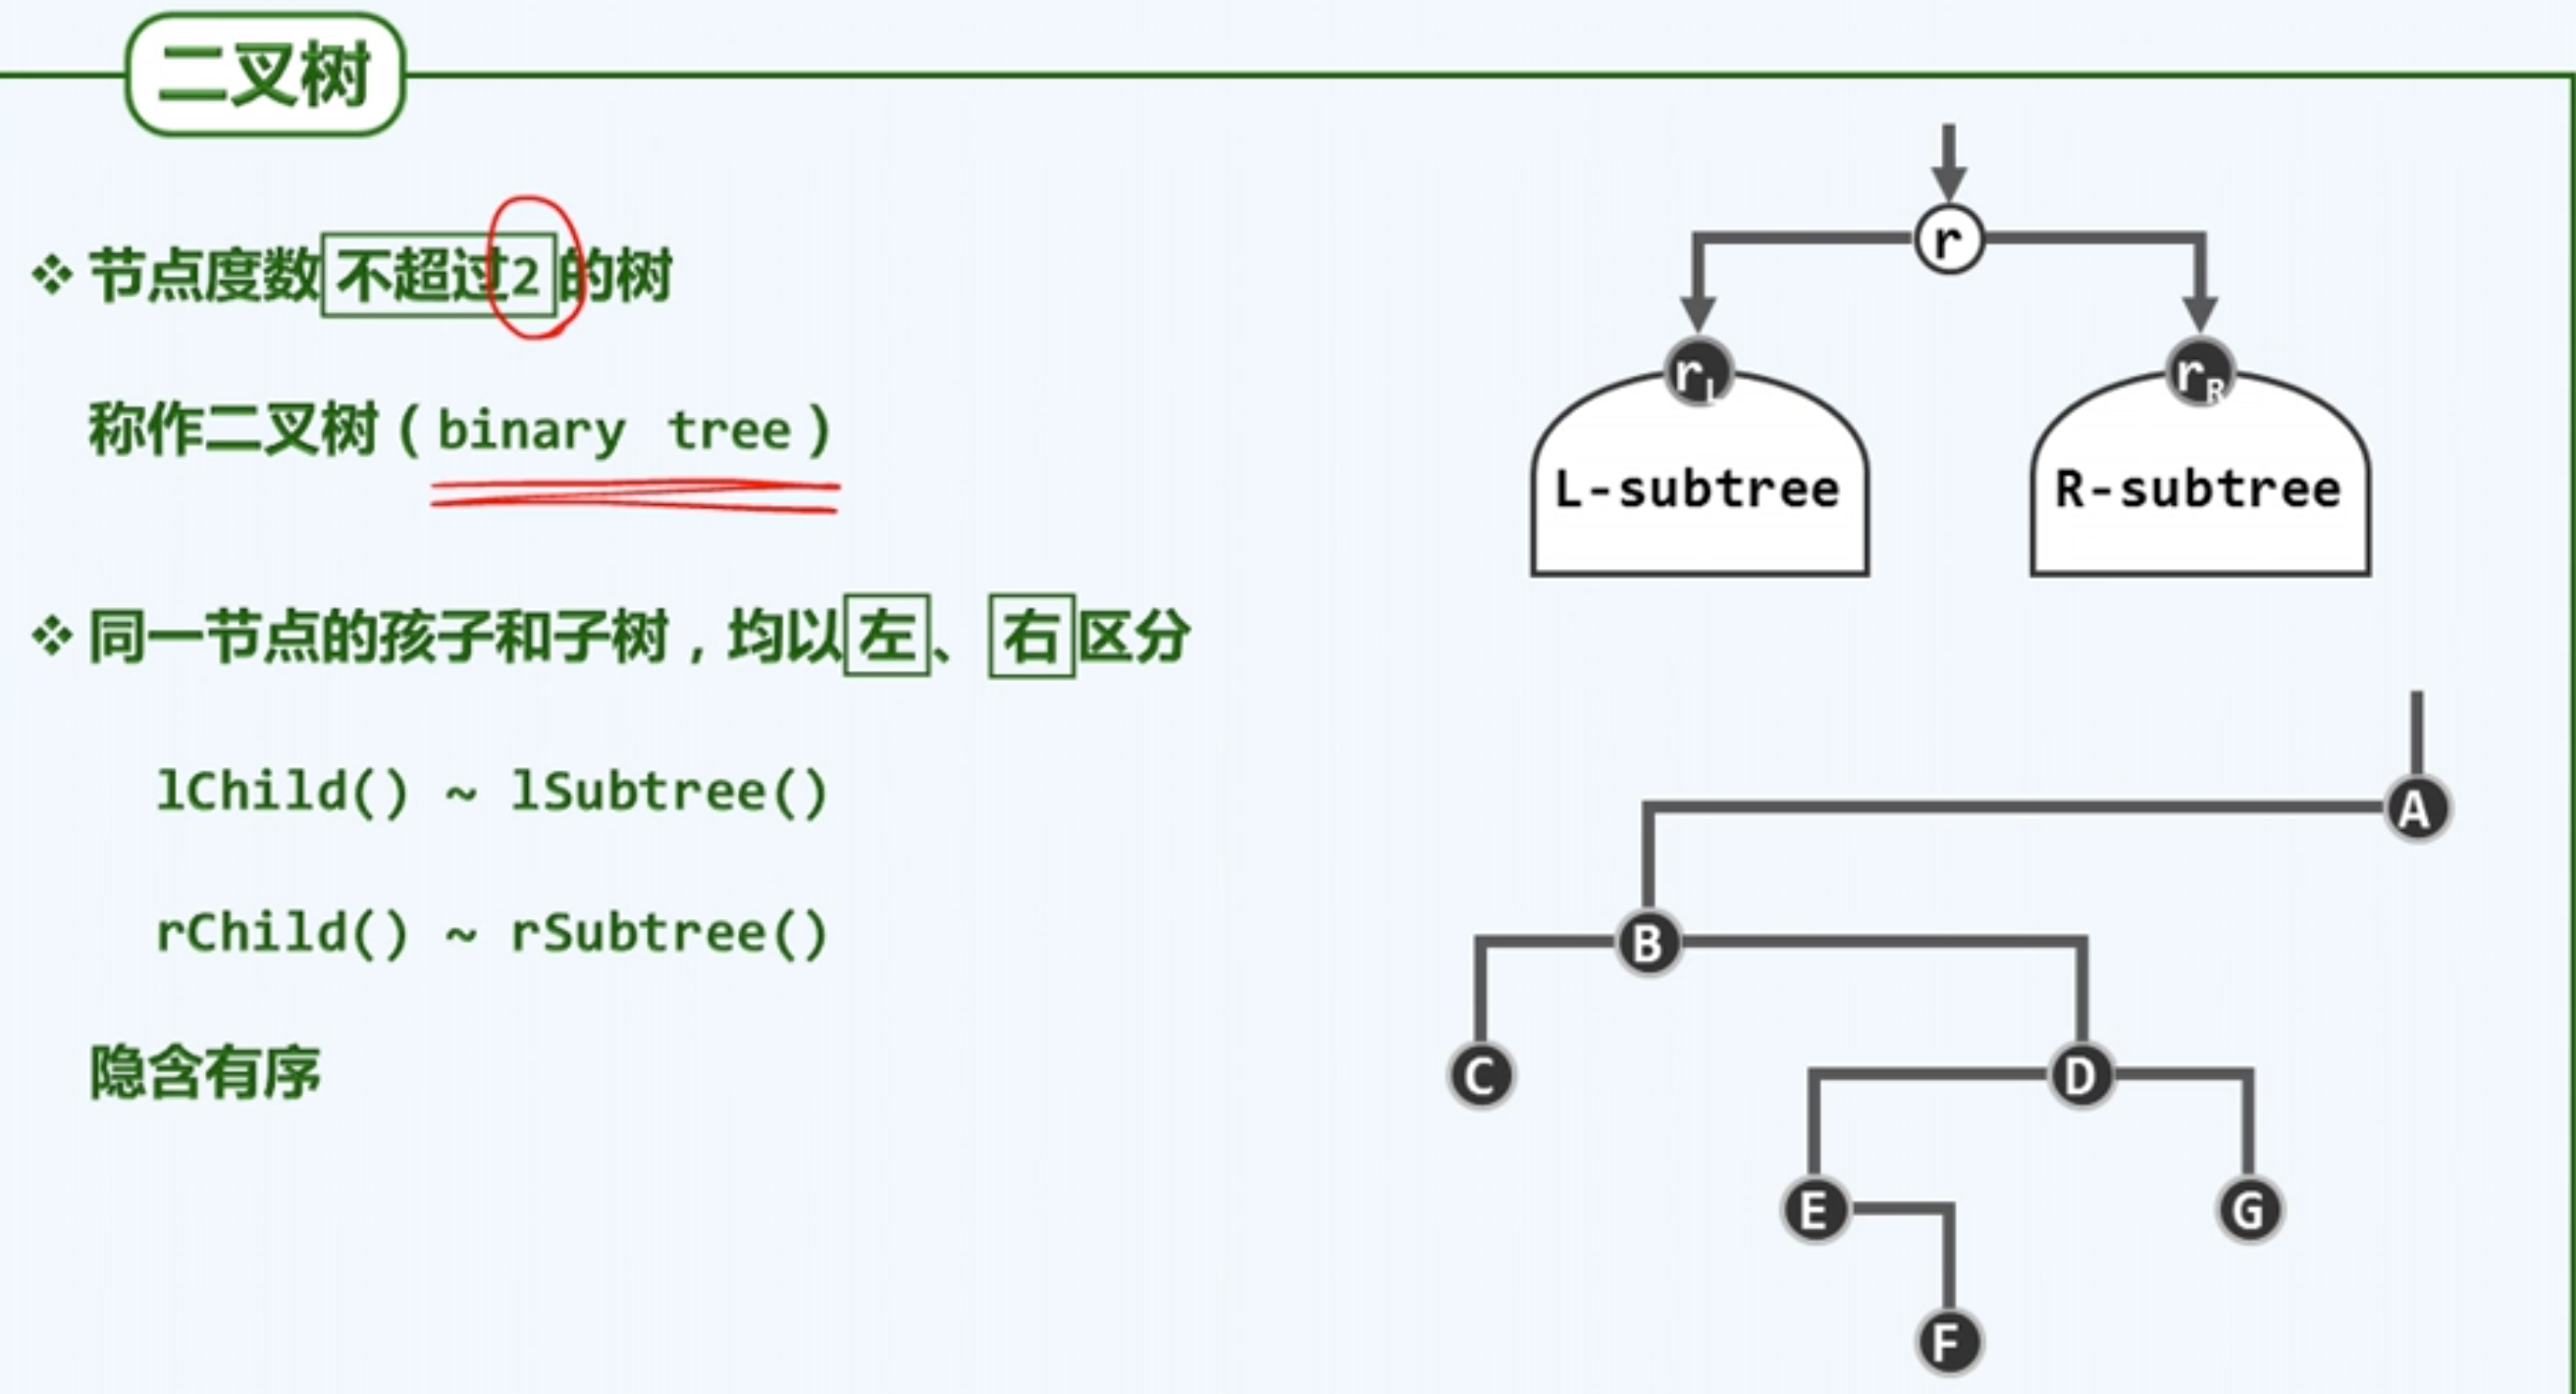 二叉树
❖ 节点度数不超过2的树
称作二叉树(binary tree)
❖ 同一节点的孩子和子树,均以左、右区分
lChild() ~ lSubtree()
rChild() ~ rSubtree()
隐含有序
r
rL
rR
L-subtree
R-subtree
A
B
C
D
E
G
F